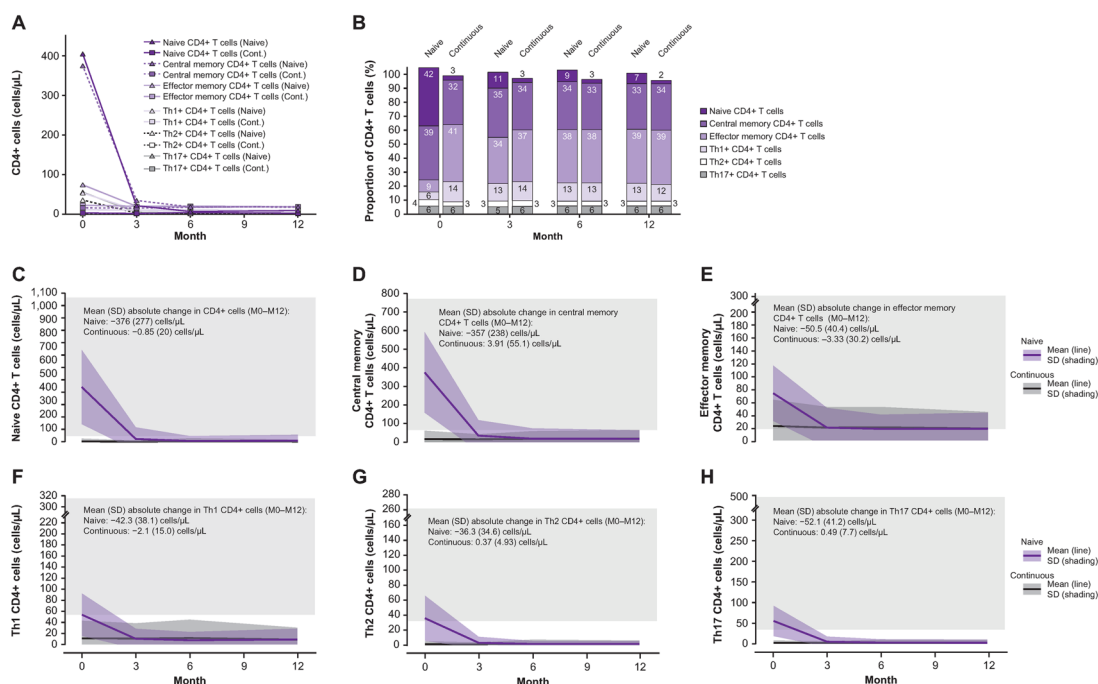 A
CD4+ cells (cells/µL)
400
300
200
100
0
0
3
6
9
12
Month
Naive CD4+ T cells (Naive)
Naive CD4+ T cells (Cont.)
Central memory CD4+ T cells (Naive)
Central memory CD4+ T cells (Cont.)
Effector memory CD4+ T cells (Naive)
Effector memory CD4+ T cells (Cont.)
Th1+ CD4+ T cells (Naive)
Th1+ CD4+ T cells (Cont.)
Th2+ CD4+ T cells (Naive)
Th2+ CD4+ T cells (Cont.)
Th17+ CD4+ T cells (Naive)
Th17+ CD4+ T cells (Cont.)
B
Proportion of CD4+ T cells (%)
Naive Continuous Naive Continuous Naive Continuous Naive Continuous
100
90
80
70
60
50
40
30
20
10
0
42 3 11 3 9 3 7 2
39 32 35 34 34 33 33 34
9 41 34 37 38 38 39 39
6 14 13 14 13 13 13 12
4 3 3 3 3 3 3 3
6 5 6 6 6 6 6
0 3 6 12
Month
Naive CD4+ T cells
Central memory CD4+ T cells
Effector memory CD4+ T cells
Th1+ CD4+ T cells
Th2+ CD4+ T cells
Th17+ CD4+ T cells
C
Naive CD4+ T cells (cells/µL)
1,100
1,000
900
800
700
600
500
400
300
200
100
0
Mean (SD) absolute change in CD4+ cells (M0–M12):
Naive: −376 (277) cells/µL
Continuous: −0.85 (20) cells/µL
0 3 6 9 12
D
Central memory
CD4+ T cells (cells/µL)
800
700
600
500
400
300
200
100
0
Mean (SD) absolute change in central memory
CD4+ T cells (M0–M12):
Naive: −357 (238) cells/µL
Continuous: 3.91 (55.1) cells/µL
0 3 6 9 12
E
Effector memory
CD4+ T cells (cells/µL)
300
200
180
160
140
120
100
80
60
40
20
0
Mean (SD) absolute change in effector memory
CD4+ T cells (M0–M12):
Naive: −50.5 (40.4) cells/µL
Continuous: −3.33 (30.2) cells/µL
0 3 6 9 12
Naive
Mean (line)
SD (shading)
Continuous
Mean (line)
SD (shading)
F
Th1 CD4+ cells (cells/µL)
320
300
220
200
180
160
140
120
100
80
60
40
20
0
Mean (SD) absolute change in Th1 CD4+ cells (M0–M12):
Naive: −42.3 (38.1) cells/µL
Continuous: −2.1 (15.0) cells/µL
0 3 6 9 12
Month
G
Th2 CD4+ cells (cells/µL)
280
260
200
180
160
140
120
100
80
60
40
20
0
Mean (SD) absolute change in Th2 CD4+ cells (M0–M12):
Naive: −36.3 (34.6) cells/µL
Continuous: 0.37 (4.93) cells/µL
0 3 6 9 12
Month
H
Th17 CD4+ cells (cells/µL)
500
300
250
200
150
100
50
0
Mean (SD) absolute change in Th17 CD4+ cells (M0–M12):
Naive: −52.1 (41.2) cells/µL
Continuous: 0.49 (7.7) cells/µL
0 3 6 9 12
Month
Naive
Mean (line)
SD (shading)
Continuous
Mean (line)
SD (shading)